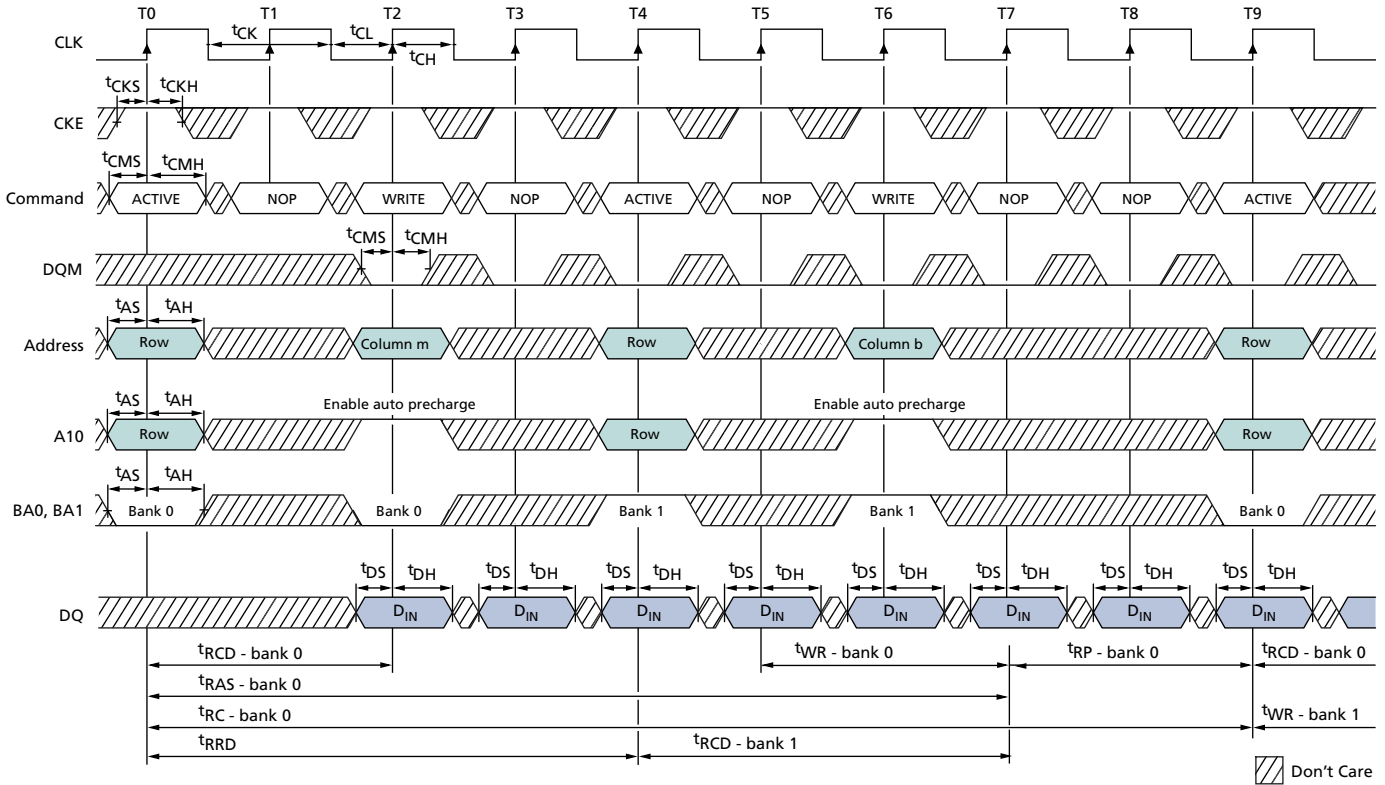 T0 T1 T2 T3 T4 T5 T6 T7 T8 T9
CLK tCK tCL tCH
tCKS tCKH
CKE
tCMS tCMH
Command ACTIVE NOP WRITE NOP ACTIVE NOP WRITE NOP NOP ACTIVE
tCMS tCMH
DQM
tAS tAH
Address Row Column m Row Column b Row
tAS tAH Enable auto precharge Enable auto precharge
A10 Row Row Row
tAS tAH
BA0, BA1 Bank 0 Bank 0 Bank 1 Bank 1 Bank 0
tDS tDH tDS tDH tDS tDH tDS tDH tDS tDH tDS tDH tDS tDH tDS tDH
DQ DIN DIN DIN DIN DIN DIN DIN DIN
tRCD - bank 0 tWR - bank 0 tRP - bank 0 tRCD - bank 0
tRAS - bank 0
tRC - bank 0 tWR - bank 1
tRRD tRCD - bank 1
Don't Care